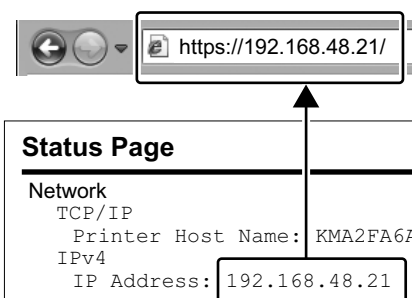 https://192.168.48.21/
Status Page
Network
TCP/IP
Printer Host Name: KMA2FA6A
IPv4
IP Address: 192.168.48.21